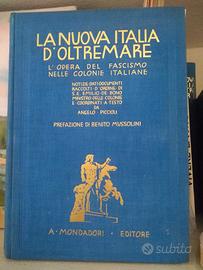 LA NUOVA ITALIA
D'OLTREMARE
L'OPERA DEL FASCISMO
NELLE COLONIE ITALIANE
NOTIZIE·DATI·DOCUMENTI
RACCOLTI D'ORDINE DI
S.E. EMILIO DE BONO
MINISTRO DELLE COLONIE
E COORDINATI A TESTO
DA
ANGELO PICCIOLI
PREFAZIONE DI BENITO MUSSOLINI
A·MONDADORI·EDITORE
subito